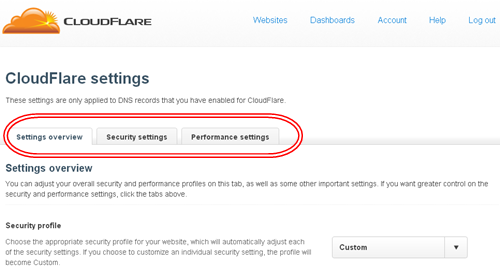 CLOUDFLARE
Websites Dashboards Account Help Log out
CloudFlare settings
These settings are only applied to DNS records that you have enabled for CloudFlare.
Settings overview Security settings Performance settings
Settings overview
You can adjust your overall security and performance profiles on this tab, as well as some other important settings. If you want greater control on the
security and performance settings, click the tabs above.
Security profile
Choose the appropriate security profile for your website, which will automatically adjust each
of the security settings. If you choose to customize an individual security setting, the profile will
become Custom.
Custom